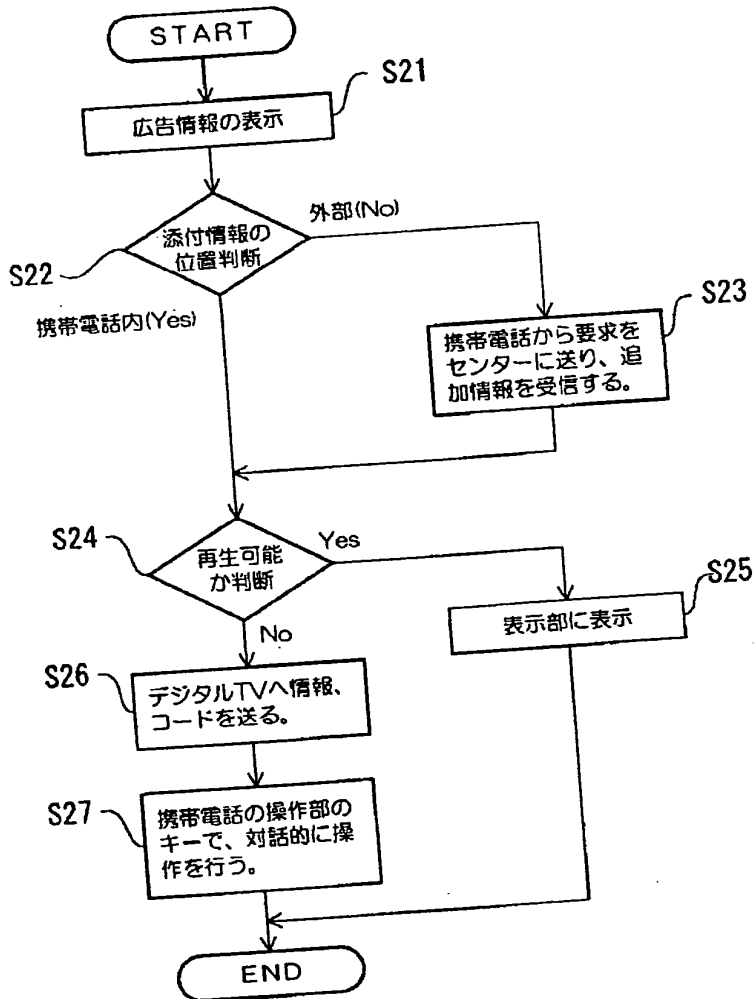 START
S21
広告情報の表示
外部(No)
添付情報の
位置判断
S22
携帯電話内(Yes)
S23
携帯電話から要求を
センターに送り、追
加情報を受信する。
S24
再生可能
か判断
Yes
No
S25
表示部に表示
S26
デジタルTVへ情報、
コードを送る。
S27
携帯電話の操作部の
キーで、対話的に操
作を行う。
END